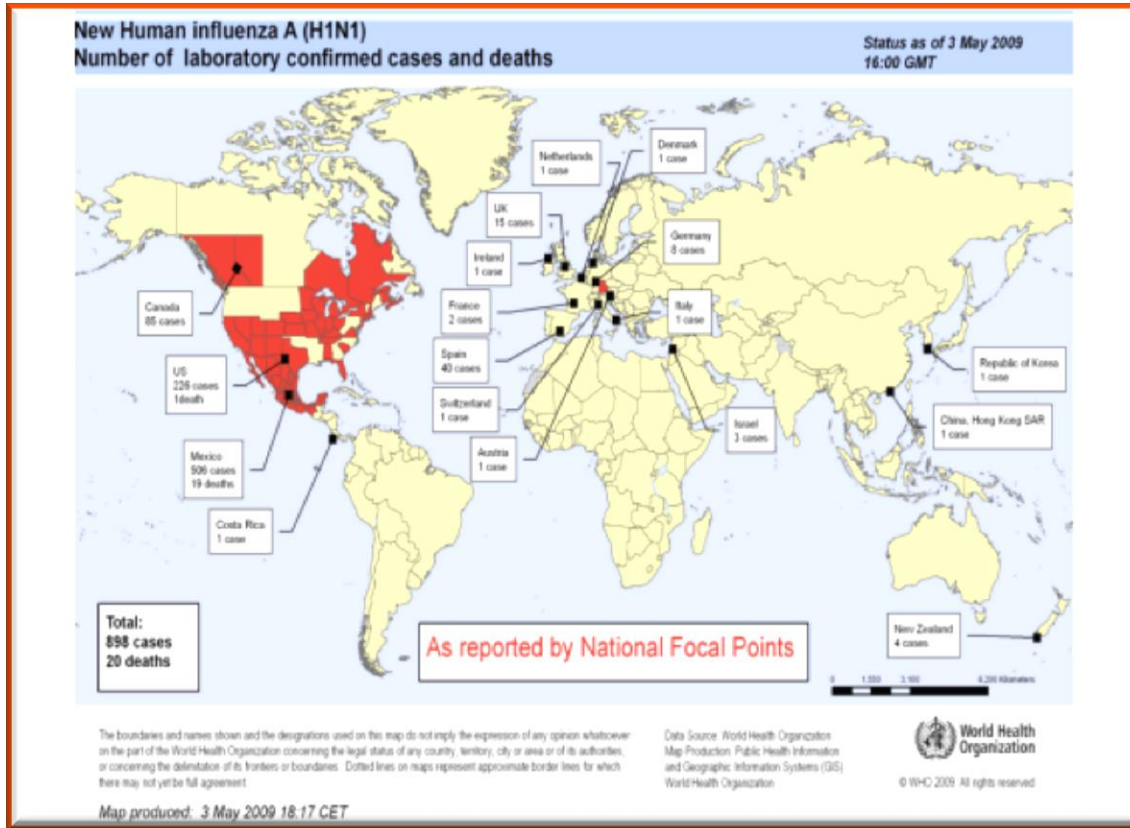 New Human influenza A (H1N1)
Number of laboratory confirmed cases and deaths
Status as of 3 May 2009
16:00 GMT
Netherlands
1 case
Denmark
1 case
UK
15 cases
Germany
8 cases
Ireland
1 case
Canada
85 cases
France
2 cases
Italy
1 case
Spain
40 cases
US
226 cases
1death
Republic of Korea
1 case
Switzerland
1 case
Israel
3 cases
China, Hong Kong SAR
1 case
Mexico
506 cases
19 deaths
Austria
1 case
Costa Rica
1 case
Total:
898 cases
20 deaths
As reported by National Focal Points
New Zealand
4 cases
0 1,550 3,100 6,200 Kilometers
The boundaries and names shown and the designations used on this map do not imply the expression of any opinion whatsoever
on the part of the World Health Organization concerning the legal status of any country, territory, city or area or of its authorities,
or concerning the delimitation of its frontiers or boundaries. Dotted lines on maps represent approximate border lines for which
there may not yet be full agreement.
Data Source: World Health Organization
Map Production: Public Health Information
and Geographic Information Systems (GIS)
World Health Organization
World Health
Organization
© WHO 2009. All rights reserved
Map produced: 3 May 2009 18:17 CET